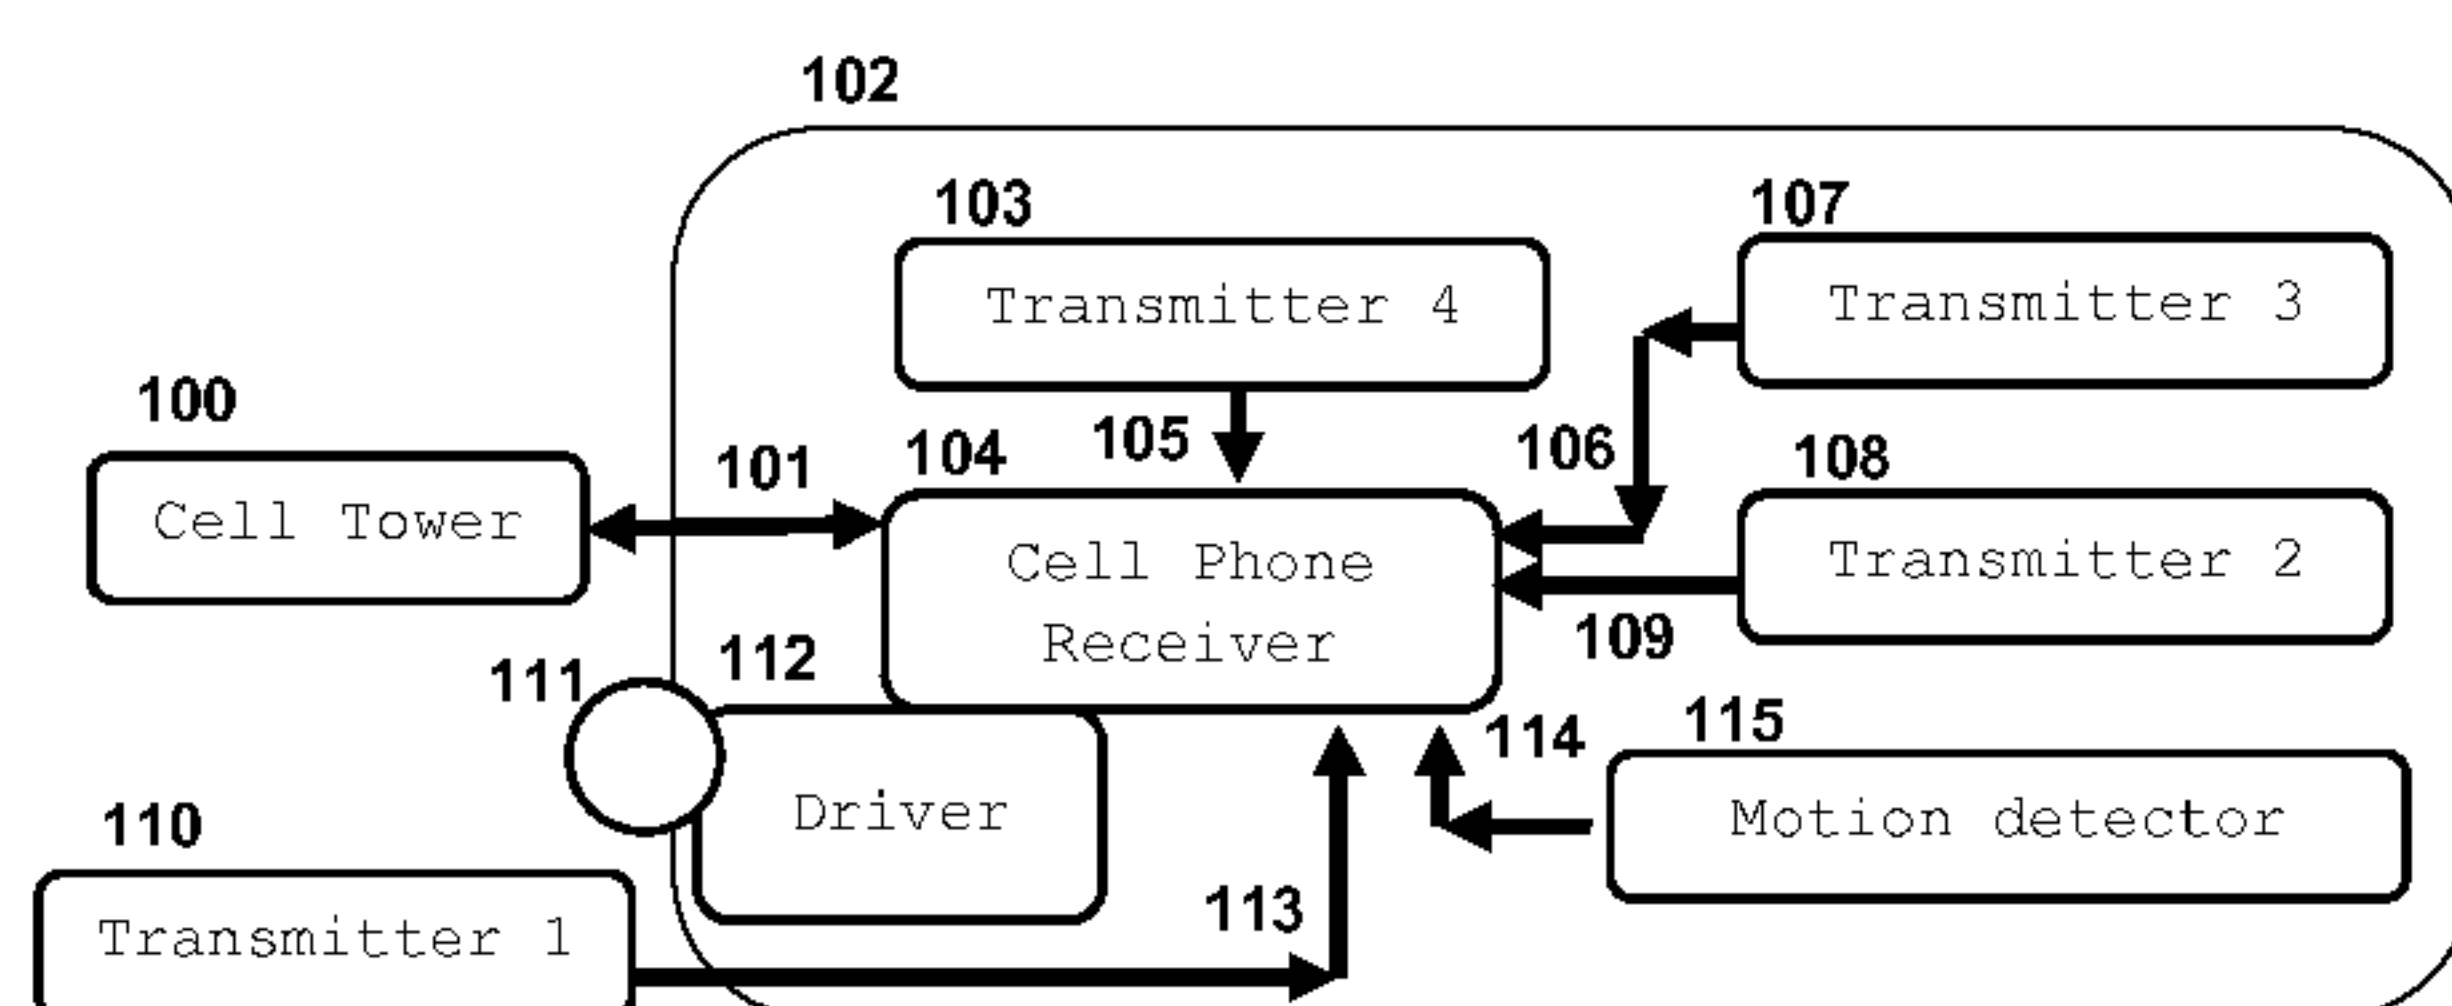 102
103
107
Transmitter 4
Transmitter 3
100
101
104
105
106
108
Cell Tower
Cell Phone
Receiver
Transmitter 2
109
111
112
114
115
Driver
Motion detector
110
113
Transmitter 1